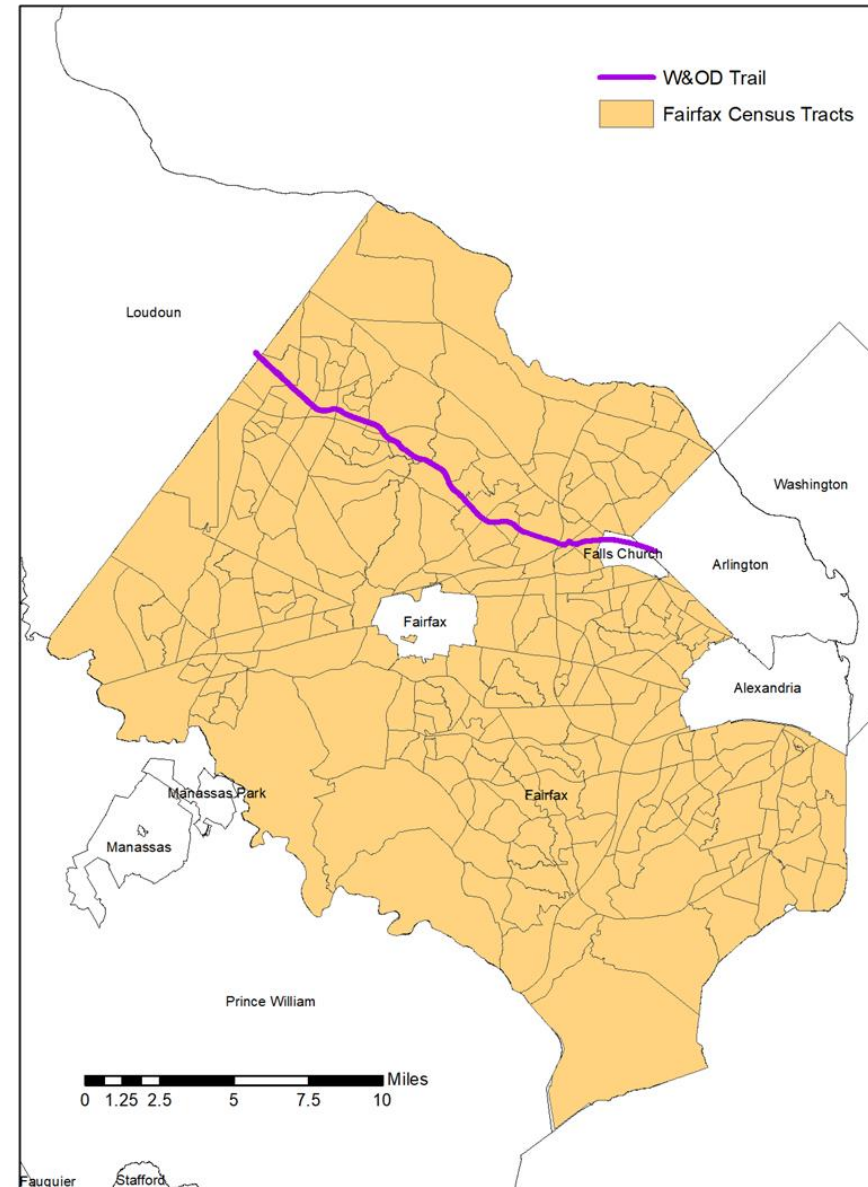 W&OD Trail
Fairfax Census Tracts
Loudoun
Washington
Falls Church
Arlington
Fairfax
Alexandria
Manassas Park
Fairfax
Manassas
Prince William
Miles
0 1.25 2.5 5 7.5 10
Fauquier
Stafford